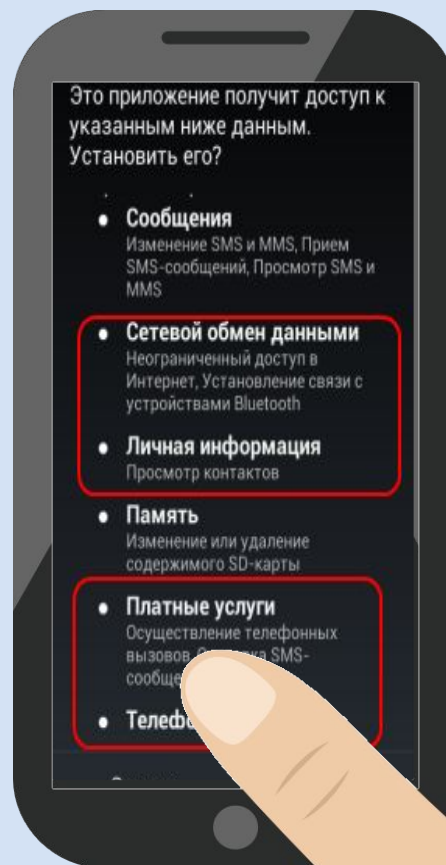 Это приложение получит доступ к
указанным ниже данным.
Установить его?
• Сообщения
Изменение SMS и MMS, Прием
SMS-сообщений, Просмотр SMS и
MMS
• Сетевой обмен данными
Неограниченный доступ в
Интернет, Установление связи с
устройствами Bluetooth
• Личная информация
Просмотр контактов
• Память
Изменение или удаление
содержимого SD-карты
• Платные услуги
Осуществление телефонных
вызовов, SMS-